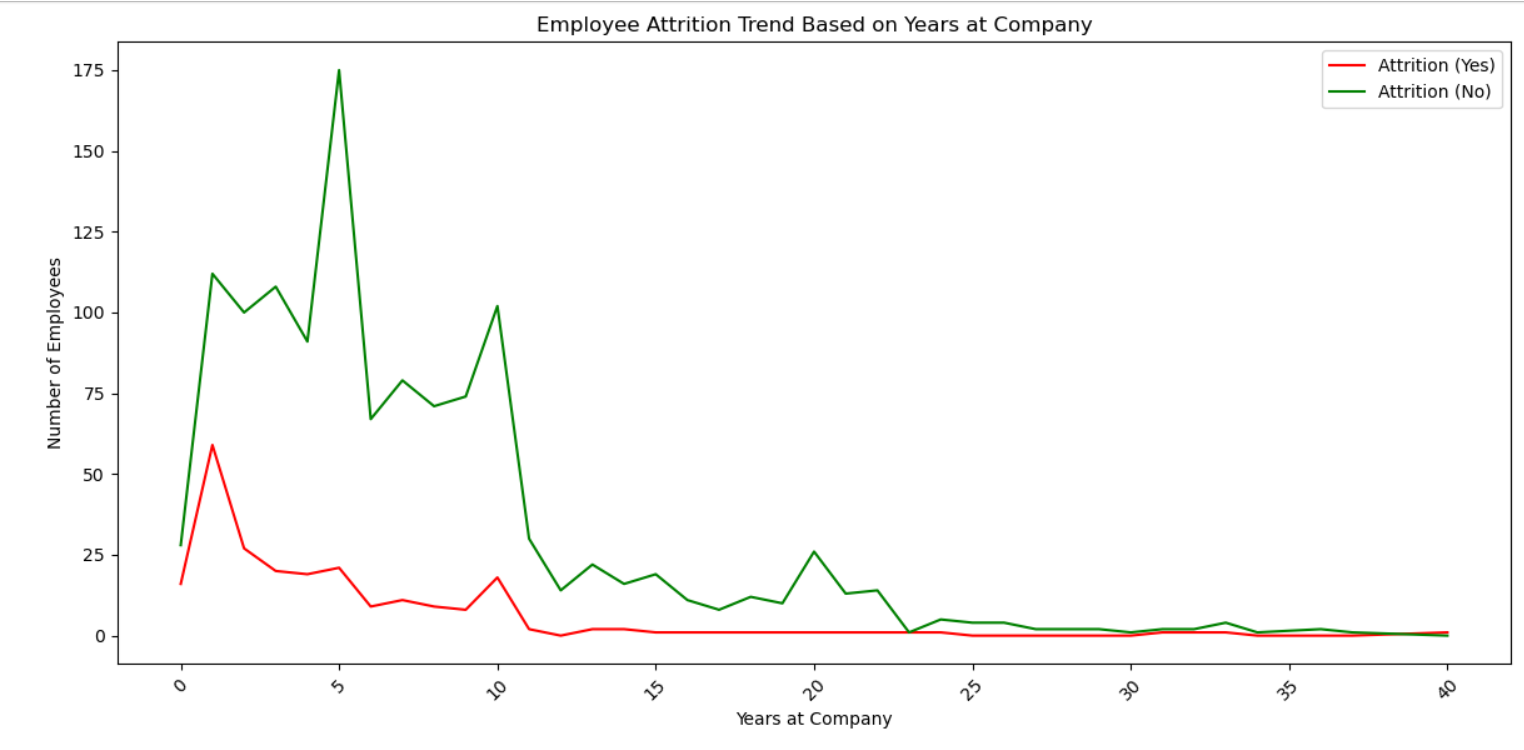 Employee Attrition Trend Based on Years at Company
Attrition (Yes)
Attrition (No)
175
150
125
100
75
50
25
0
Number of Employees
0 5 10 15 20 25 30 35 40
Years at Company